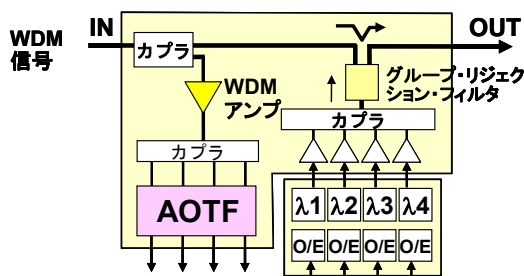 IN
OUT
WDM
信号
カプラ
WDM
アンプ
グループ・リジェク
ション・フィルタ
カプラ
カプラ
AOTF
λ1 λ2 λ3 λ4
O/E O/E O/E O/E